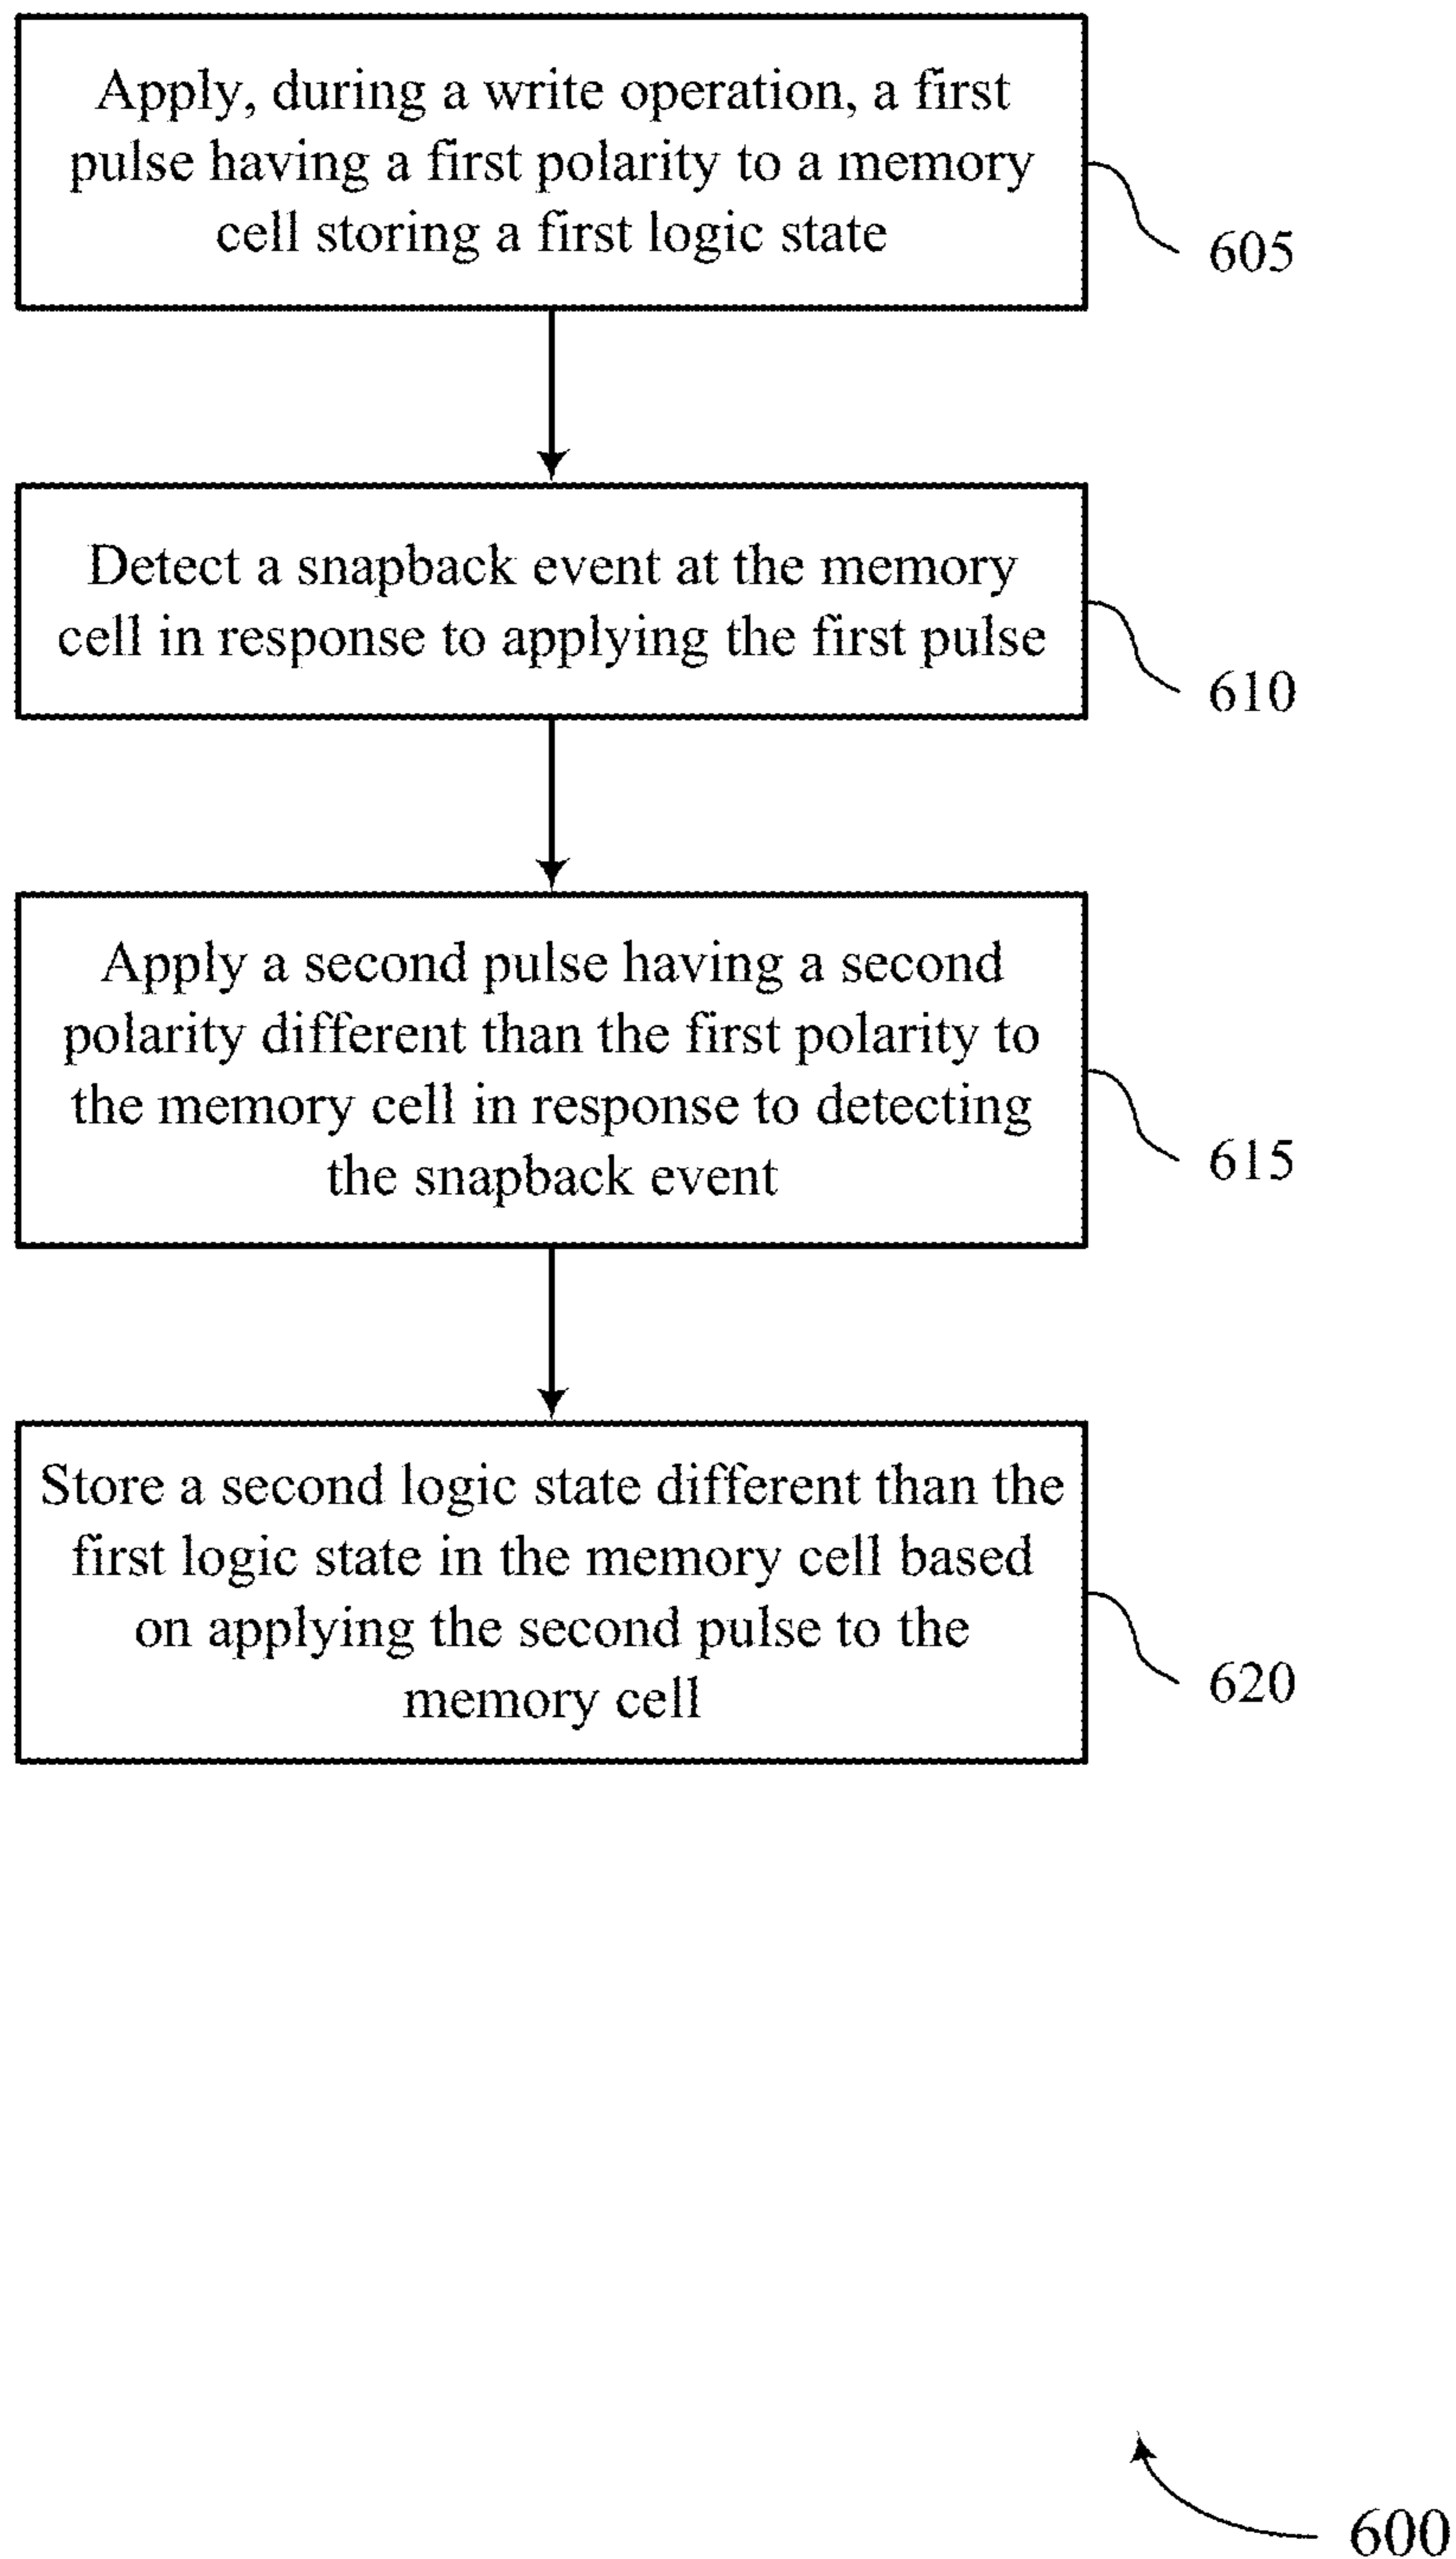 Apply, during a write operation, a first
pulse having a first polarity to a memory
cell storing a first logic state
605
Detect a snapback event at the memory
cell in response to applying the first pulse
610
Apply a second pulse having a second
polarity different than the first polarity to
the memory cell in response to detecting
the snapback event
615
Store a second logic state different than the
first logic state in the memory cell based
on applying the second pulse to the
memory cell
620
600